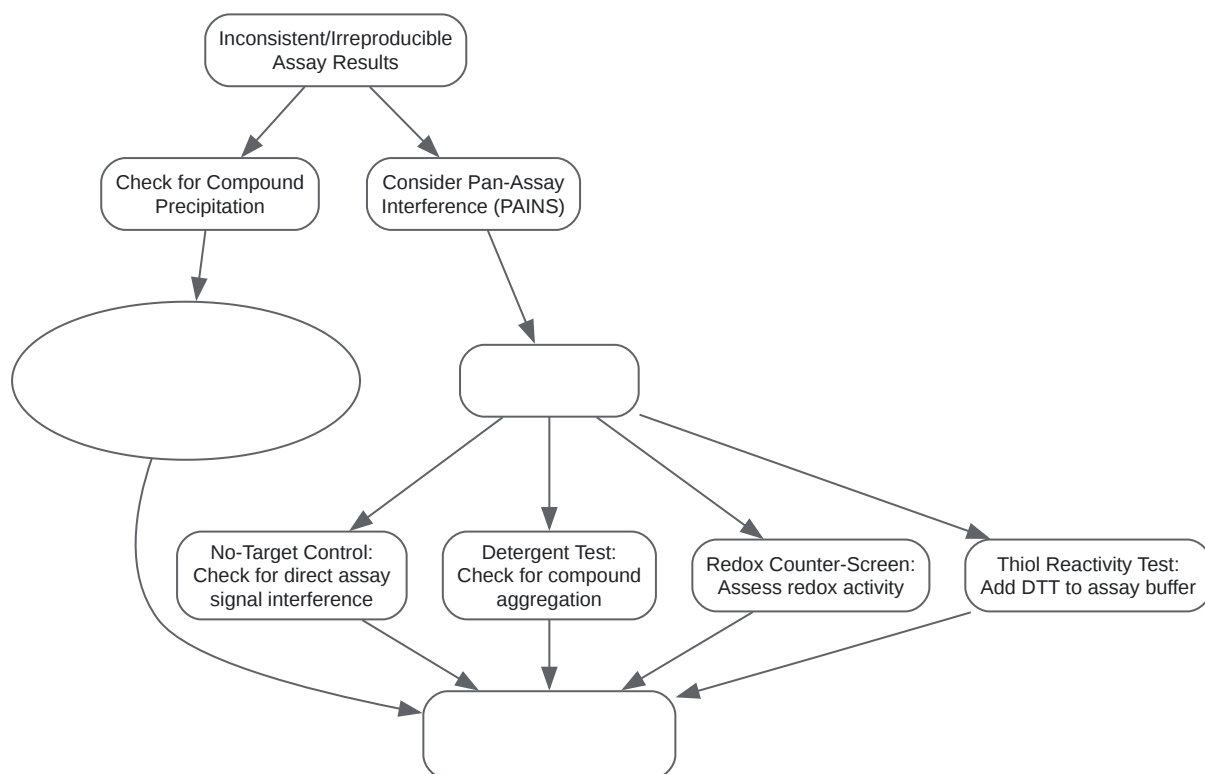 Inconsistent/Irreproducible
Assay Results
Check for Compound
Precipitation
Consider Pan-Assay
Interference (PAINS)
No-Target Control:
Check for direct assay
signal interference
Detergent Test:
Check for compound
aggregation
Redox Counter-Screen:
Assess redox activity
Thiol Reactivity Test:
Add DTT to assay buffer